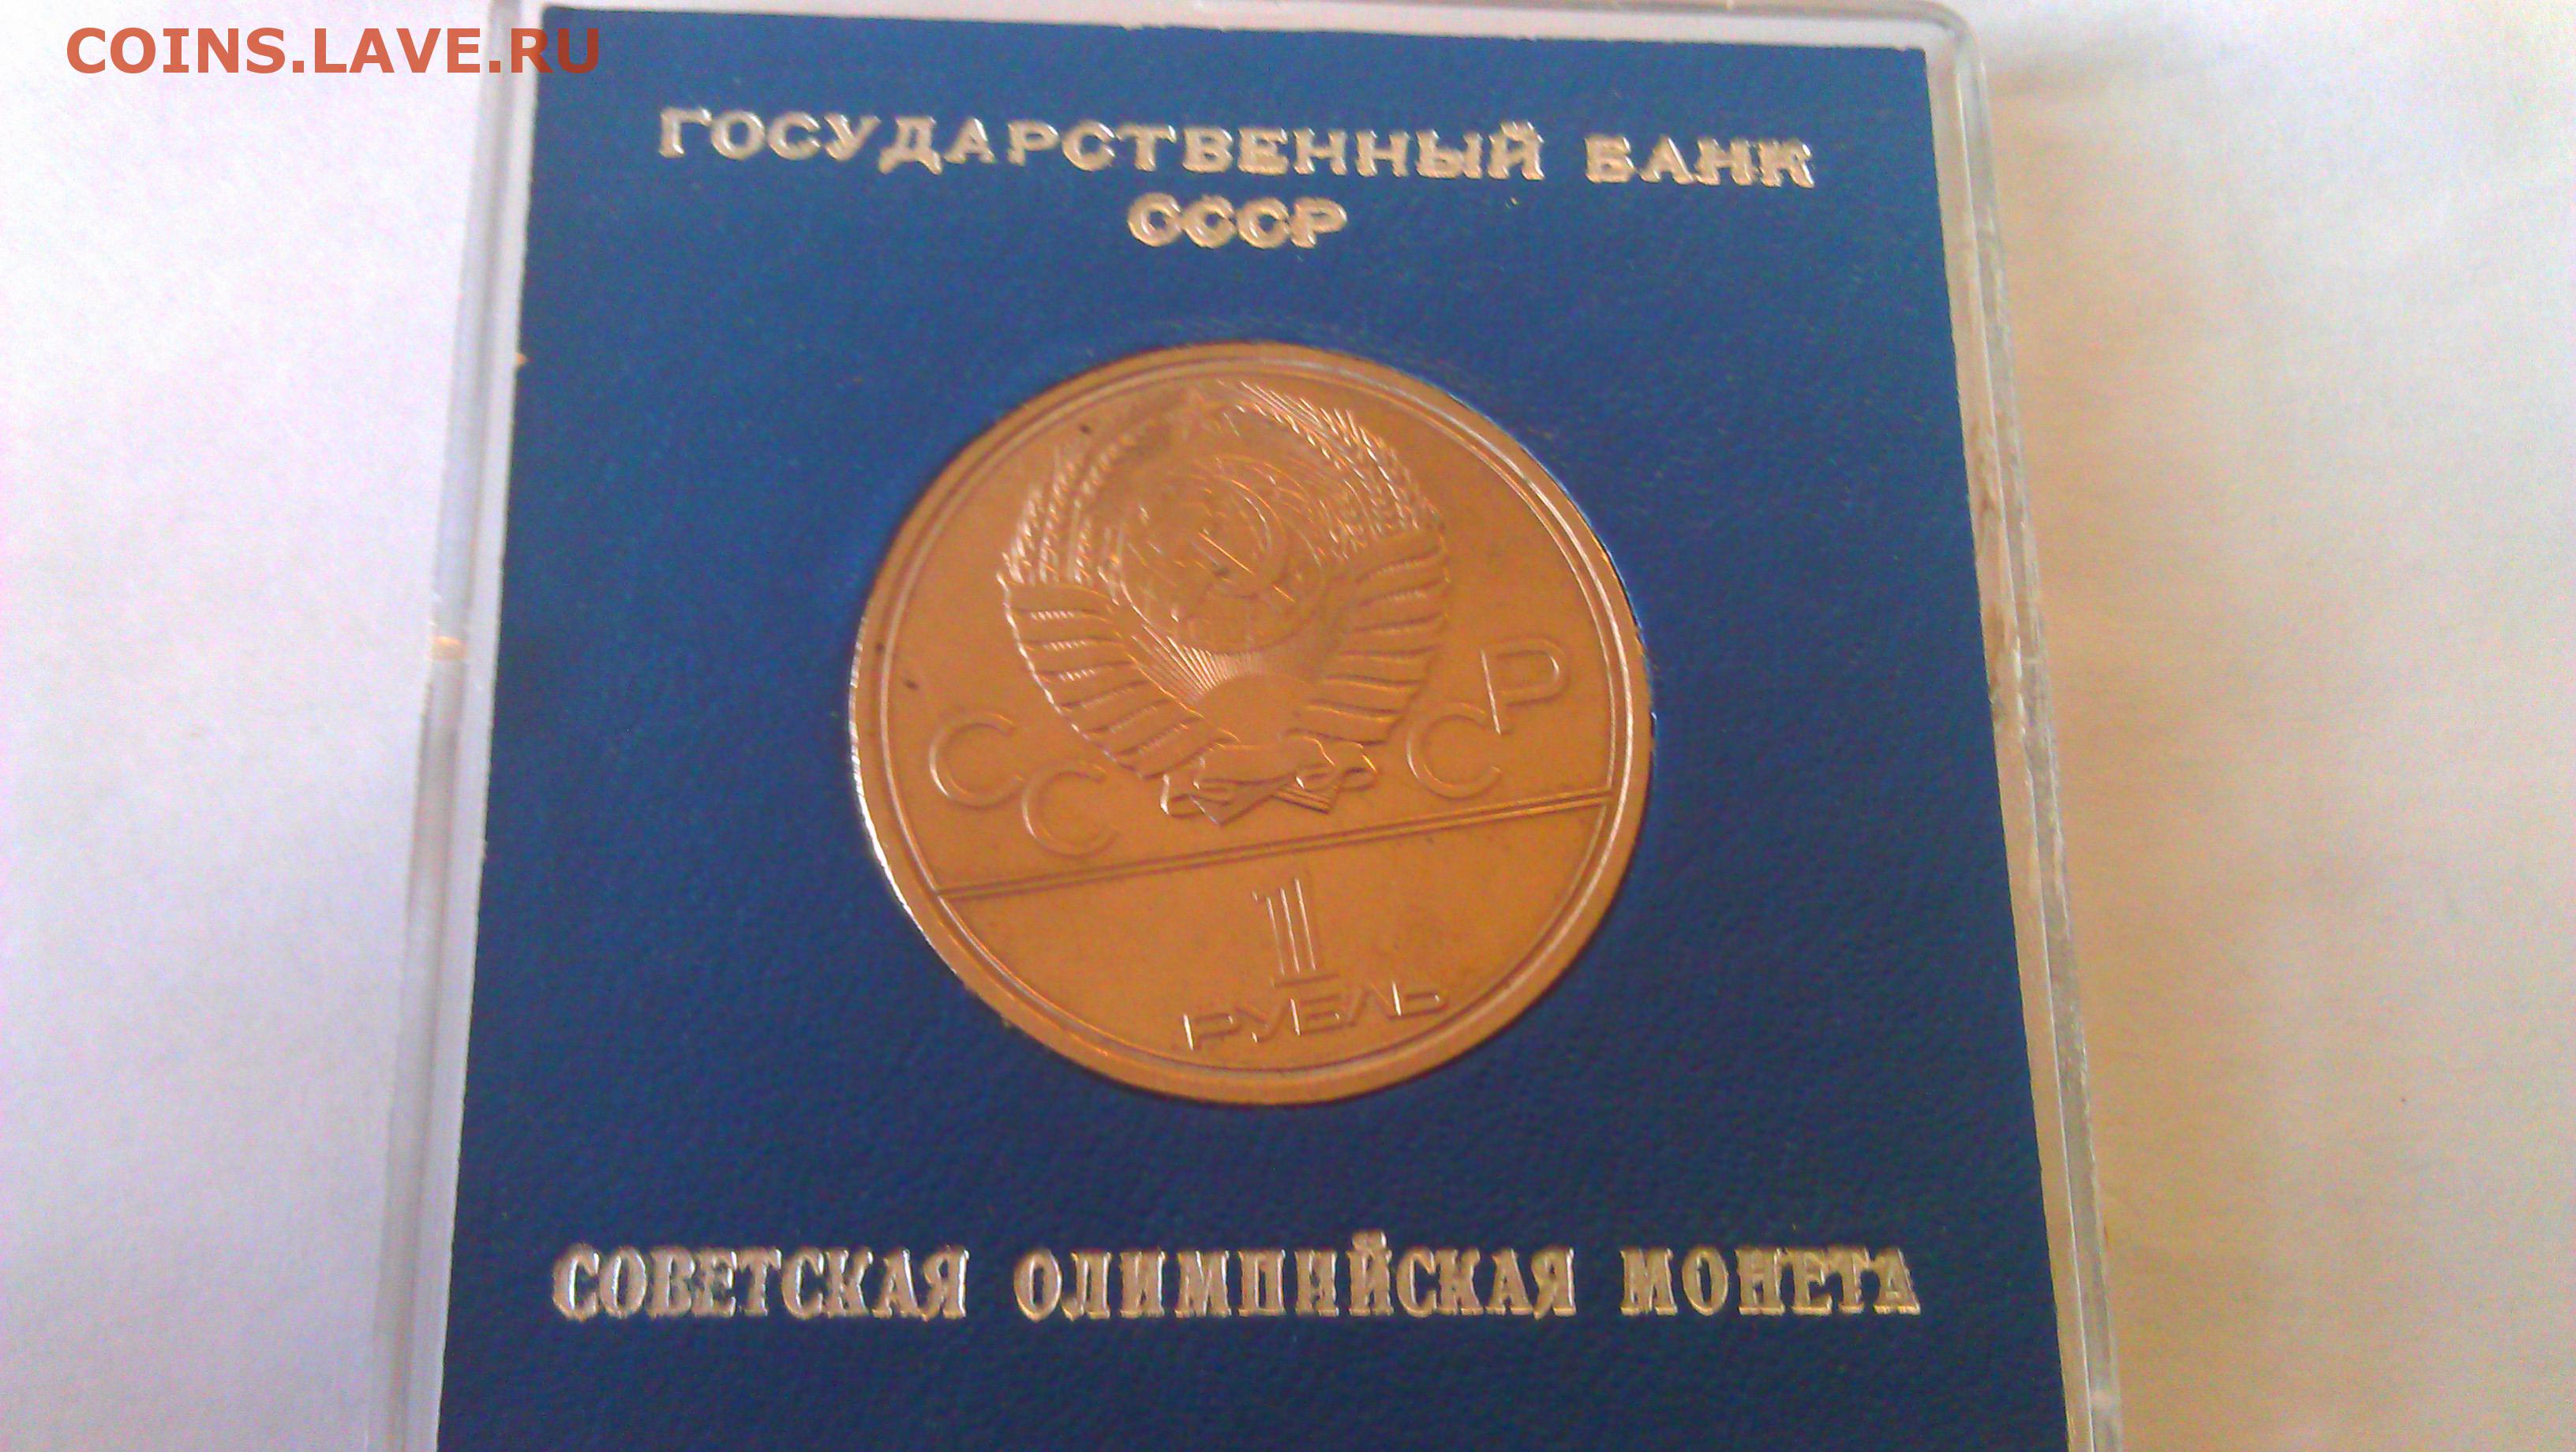 COINS.LAVE.RU
ГОСУДАРСТВЕННЫЙ БАНК
СССР
СССР
1
РУБЛЬ
СОВЕТСКАЯ ОЛИМПИЙСКАЯ МОНЕТА